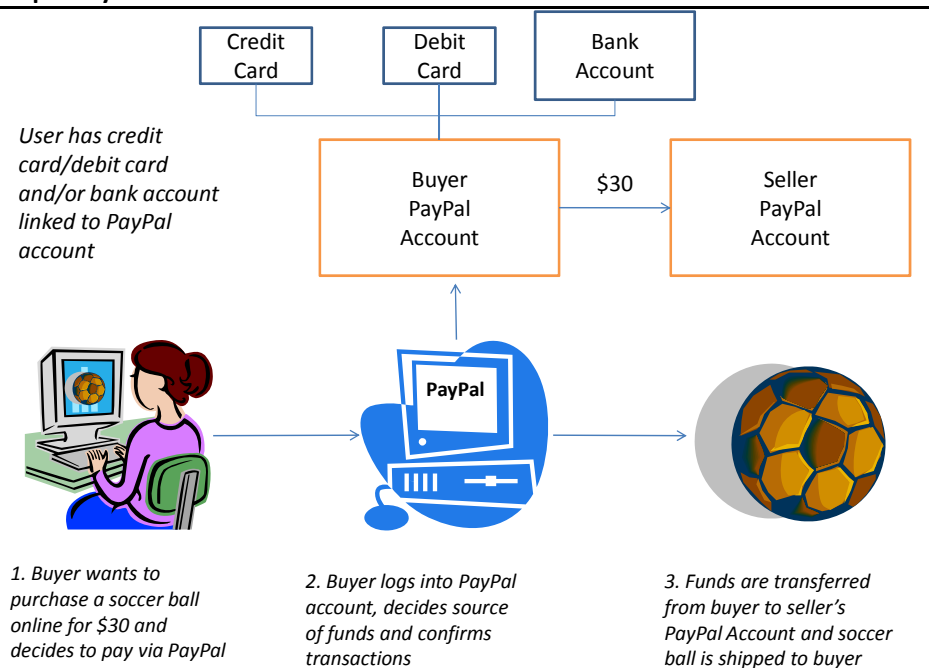 Credit
Card
Debit
Card
Bank
Account
User has credit
card/debit card
and/or bank account
linked to PayPal
account
Buyer
PayPal
Account
$30
Seller
PayPal
Account
PayPal
1. Buyer wants to
purchase a soccer ball
online for $30 and
decides to pay via PayPal
2. Buyer logs into PayPal
account, decides source
of funds and confirms
transactions
3. Funds are transferred
from buyer to seller's
PayPal Account and soccer
ball is shipped to buyer